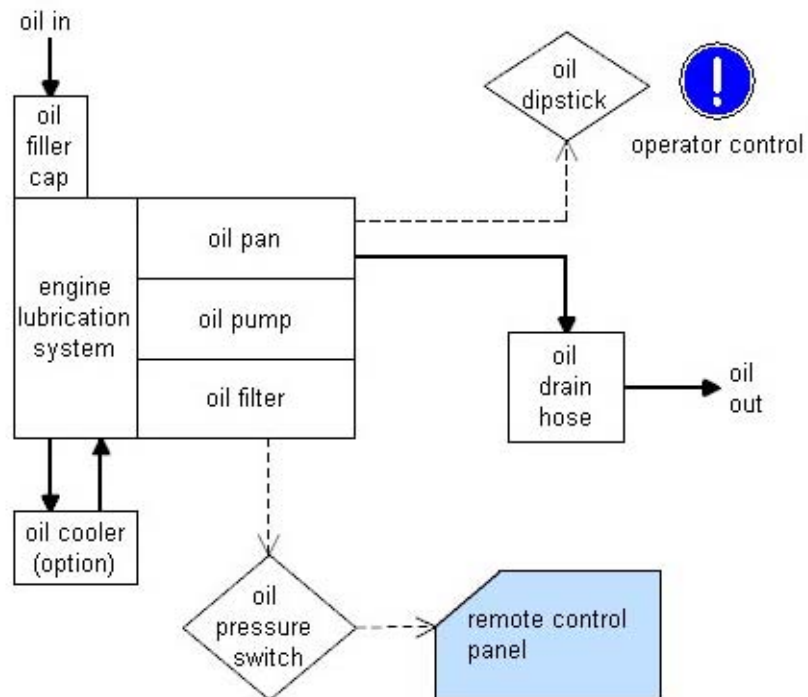 oil in
oil
filler
cap
oil
dipstick
!
operator control
engine
lubrication
system
oil pan
oil pump
oil filter
oil
drain
hose
oil
out
oil cooler
(option)
oil
pressure
switch
remote control
panel